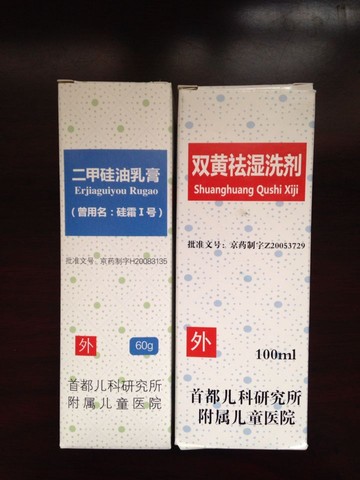 二甲硅油乳膏
Erjiaguiyou Rugao
(曾用名：硅霜Ⅰ号)
批准文号：京药制字H20083135
外
60g
首都儿科研究所
附属儿童医院
双黄祛湿洗剂
Shuanghuang Qushi Xiji
批准文号：京药制字Z20053729
外
100ml
首都儿科研究所
附属儿童医院